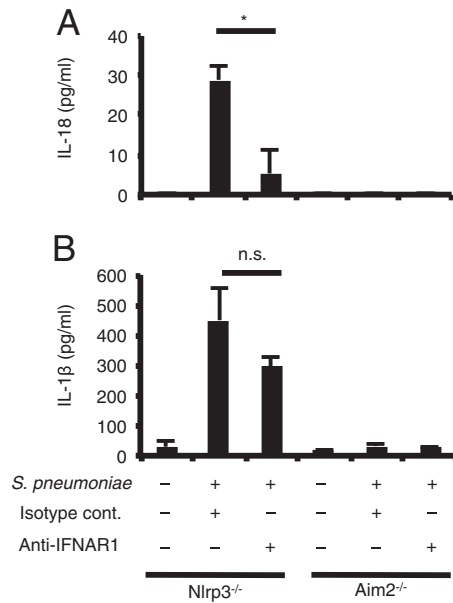 A
IL-18 (pg/ml)
40
30
20
10
0
*
B
IL-1β (pg/ml)
600
500
400
300
200
100
0
n.s.
S. pneumoniae – + + – + +
Isotype cont. – + – – + –
Anti-IFNAR1 – – + – – +
Nlrp3-/- Aim2-/-